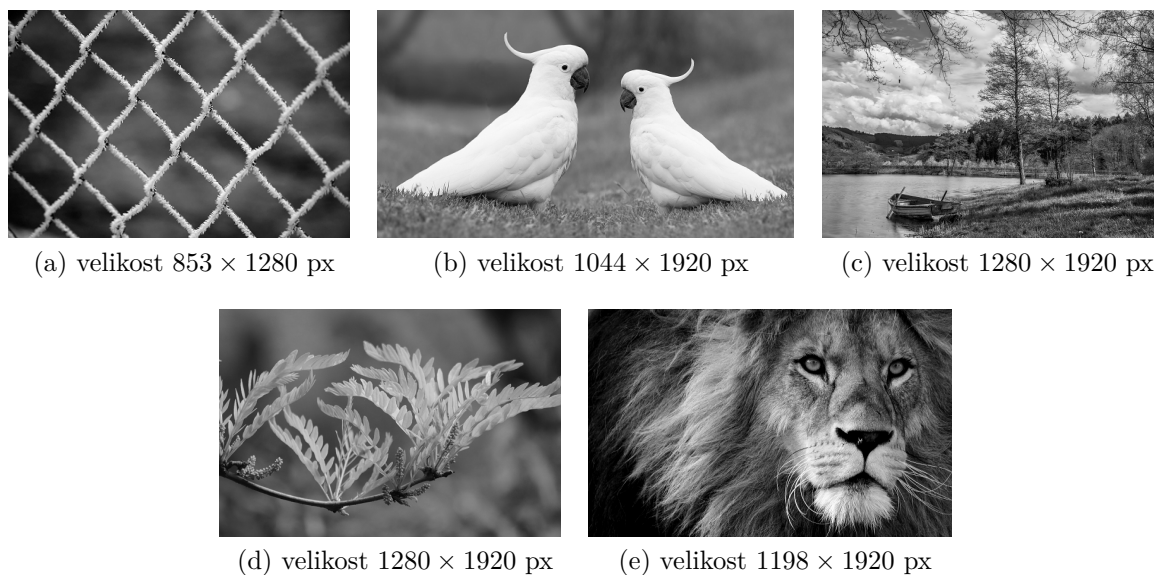 (a) velikost 853 × 1280 px
(b) velikost 1044 × 1920 px
(c) velikost 1280 × 1920 px
(d) velikost 1280 × 1920 px
(e) velikost 1198 × 1920 px